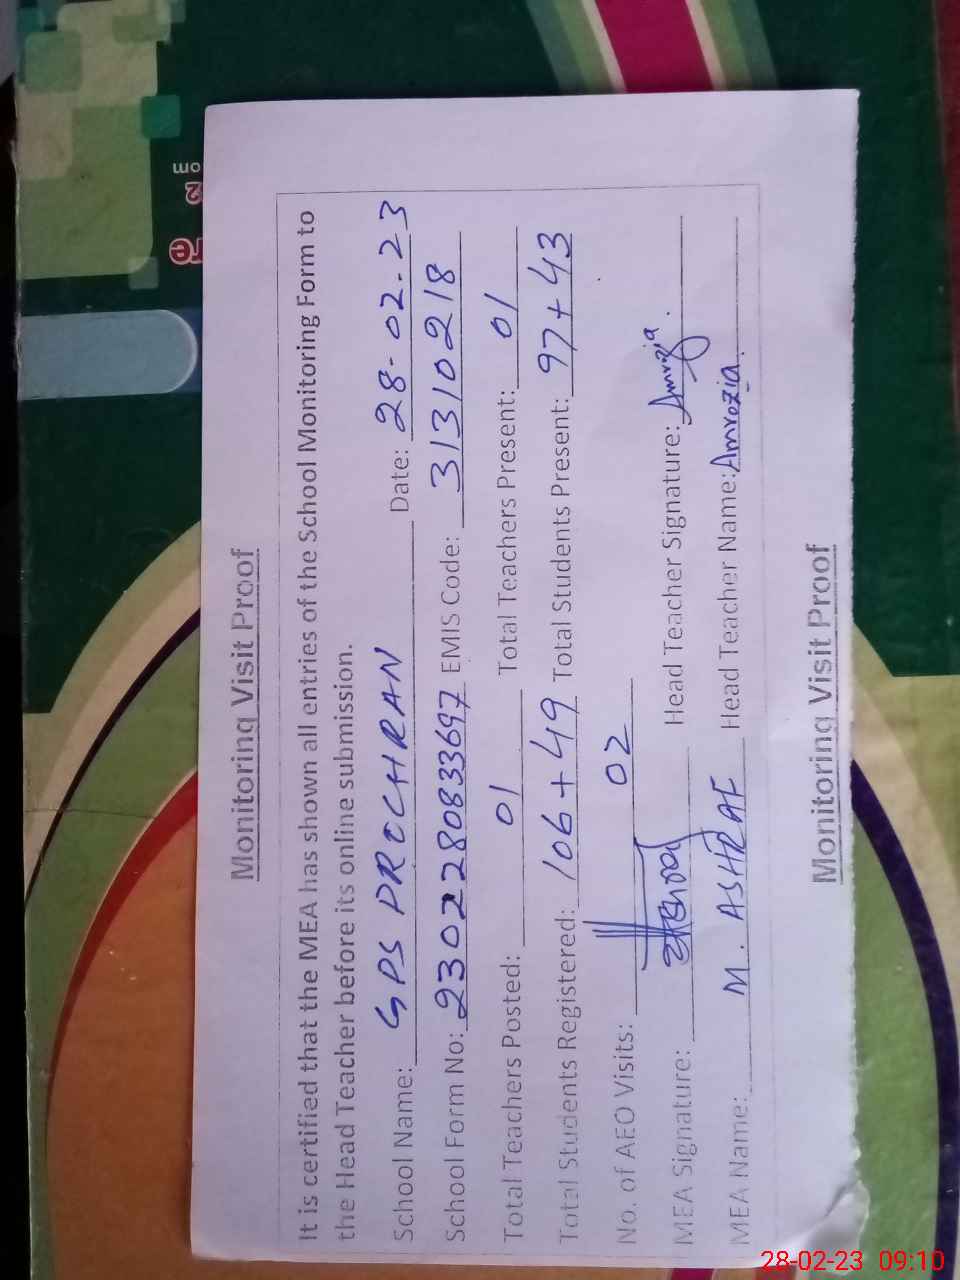 Monitoring Visit Proof
It is certified that the MEA has shown all entries of the School Monitoring Form to
the Head Teacher before its online submission.
School Name: GPS DRICHRAN Date: 28-02-23
School Form No: 2302280833697 EMIS Code: 31310218
Total Teachers Posted: 01 Total Teachers Present: 01
Total Students Registered: 106+49 Total Students Present: 97+43
No. of AEO Visits: 02
MEA Signature: Head Teacher Signature: Amrozia.
MEA Name: M. ASHRAF Head Teacher Name: Amrozia.
Monitoring Visit Proof
28-02-23 09:10